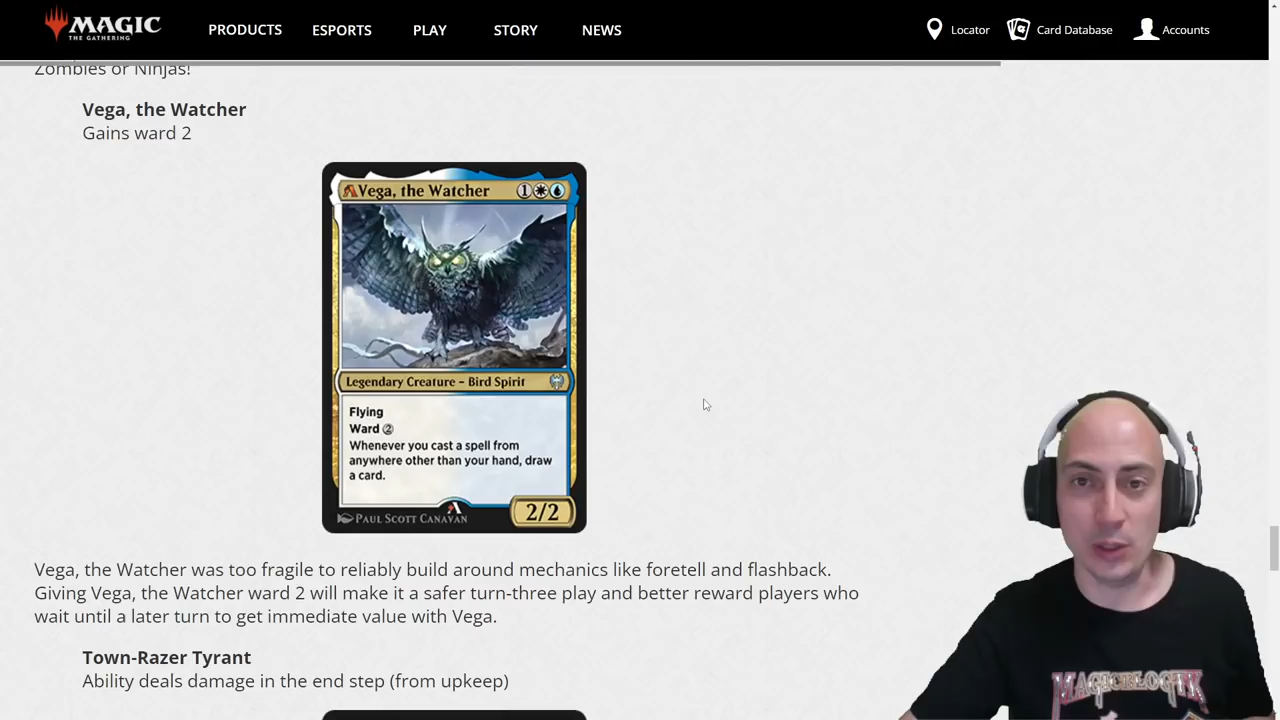 MAGIC
THE GATHERING
PRODUCTS
ESPORTS
PLAY
STORY
NEWS
Locator
Card Database
Accounts
Zombies or Ninjas!
Vega, the Watcher
Gains ward 2
Vega, the Watcher 1
Legendary Creature – Bird Spirit
Flying
Ward 2
Whenever you cast a spell from
anywhere other than your hand, draw
a card.
PAUL SCOTT CANAVAN
2/2
Vega, the Watcher was too fragile to reliably build around mechanics like foretell and flashback.
Giving Vega, the Watcher ward 2 will make it a safer turn-three play and better reward players who
wait until a later turn to get immediate value with Vega.
Town-Razer Tyrant
Ability deals damage in the end step (from upkeep)